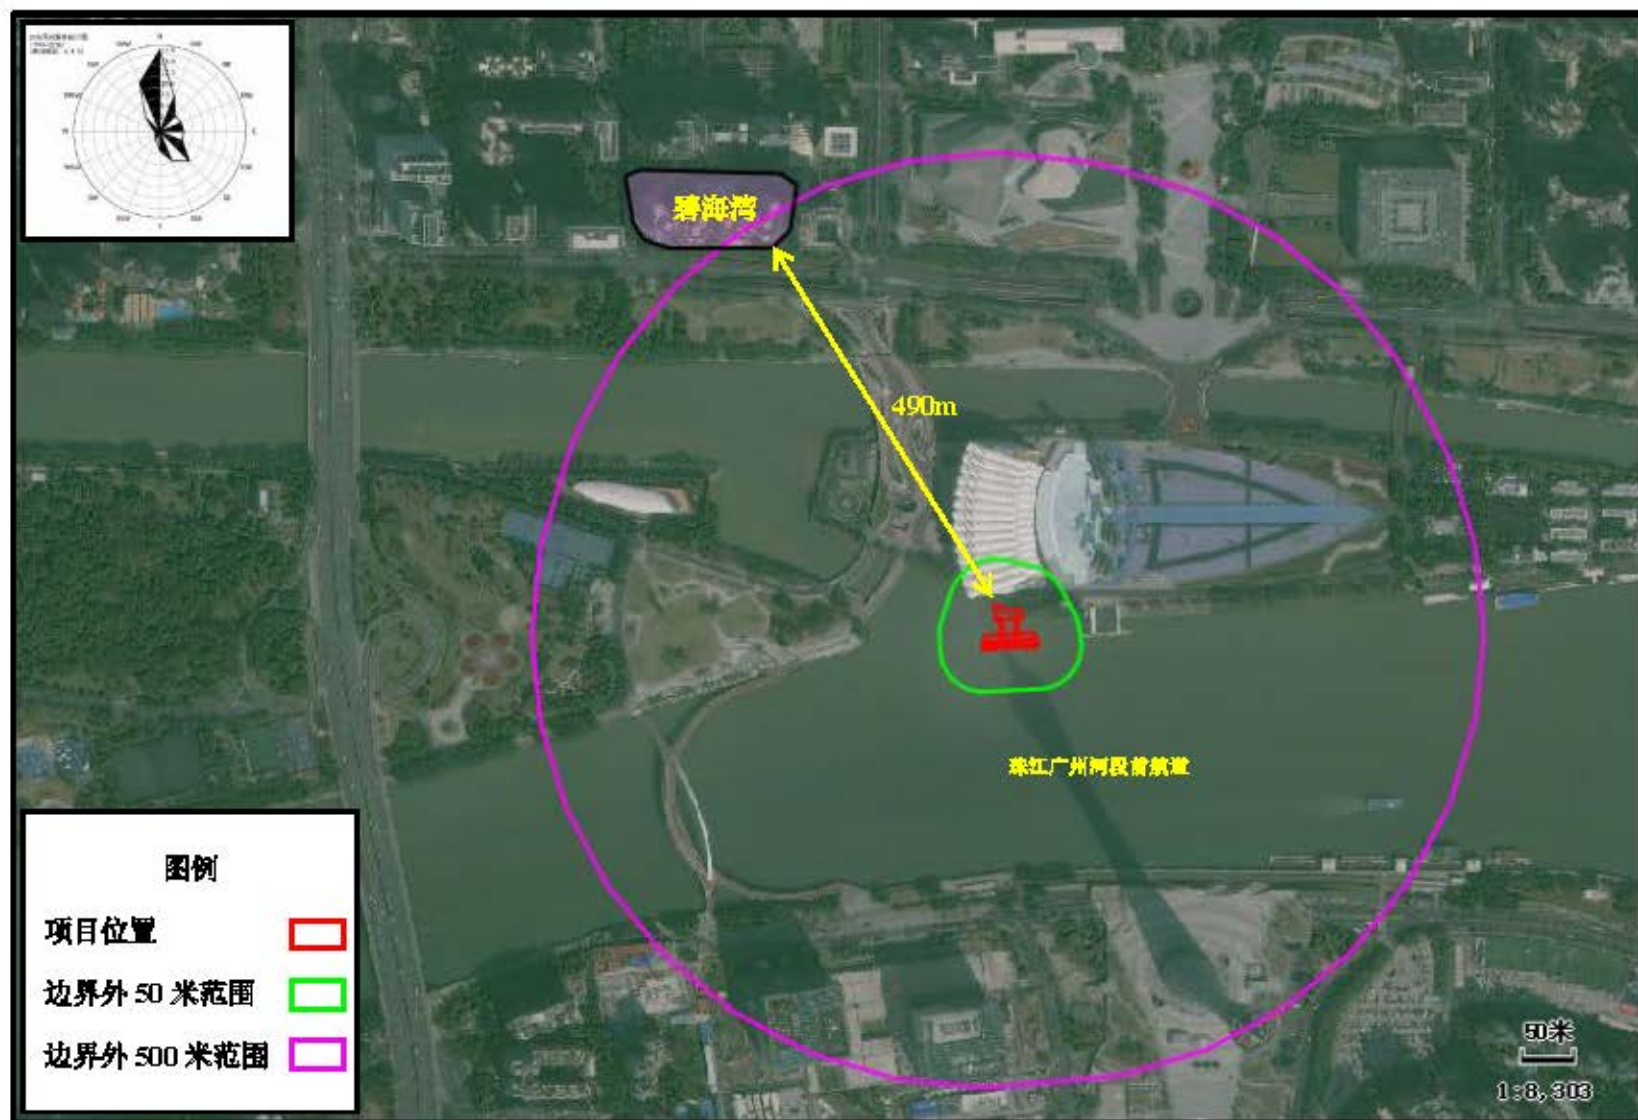 N
E
碧海湾
490m
珠江广州河段前航道
图例
项目位置
边界外 50 米范围
边界外 500 米范围
50米
1:8,303